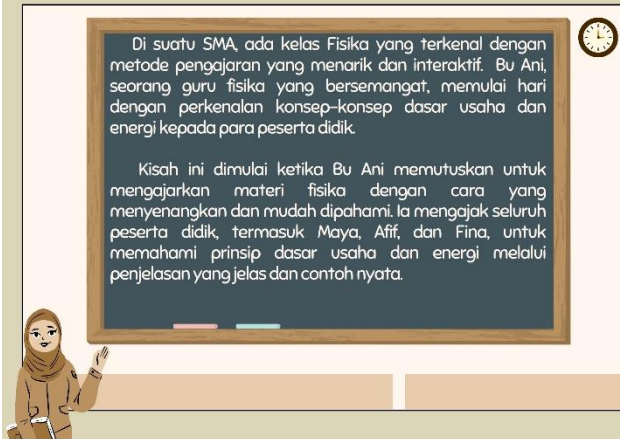 Di suatu SMA, ada kelas Fisika yang terkenal dengan
metode pengajaran yang menarik dan interaktif. Bu Ani,
seorang guru fisika yang bersemangat, memulai hari
dengan perkenalan konsep-konsep dasar usaha dan
energi kepada para peserta didik.
Kisah ini dimulai ketika Bu Ani memutuskan untuk
mengajarkan materi fisika dengan cara yang
menyenangkan dan mudah dipahami. Ia mengajak seluruh
peserta didik, termasuk Maya, Afif, dan Fina, untuk
memahami prinsip dasar usaha dan energi melalui
penjelasan yang jelas dan contoh nyata.